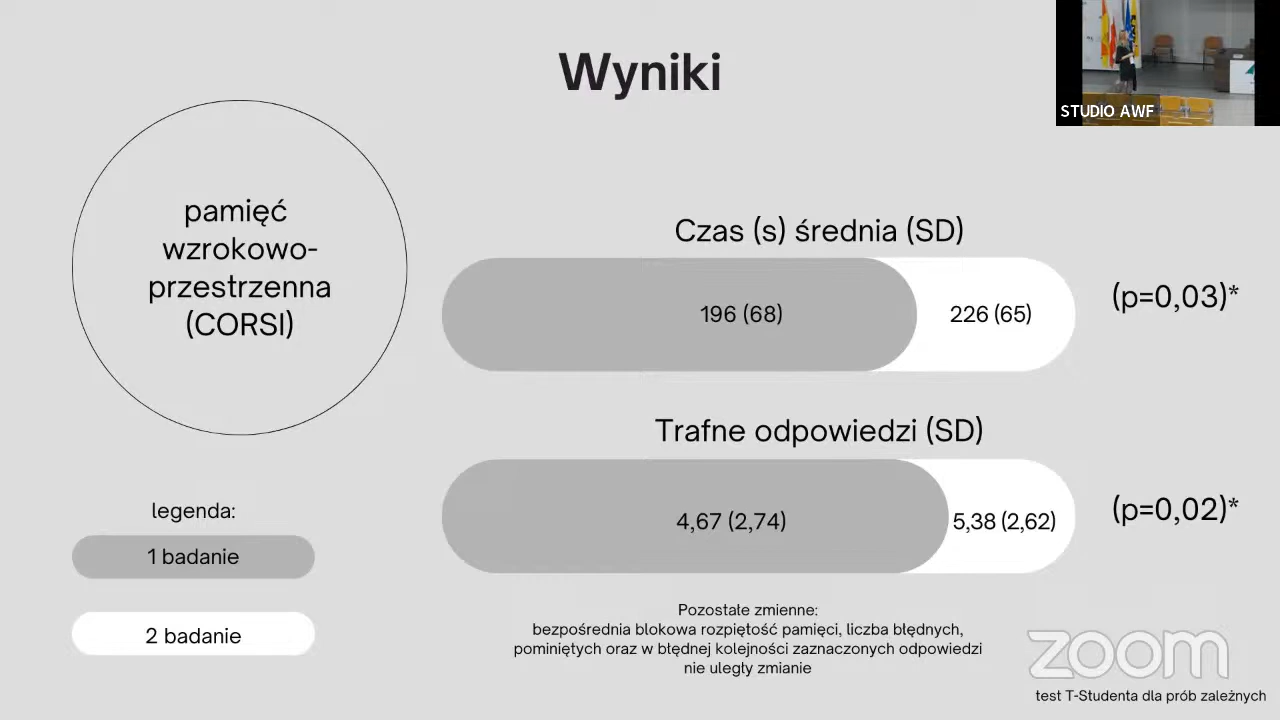 Wyniki
STUDIO AWF
pamięć
wzrokowo-
przestrzenna
(CORSI)
Czas (s) średnia (SD)
196 (68)
226 (65)
(p=0,03)*
Trafne odpowiedzi (SD)
4,67 (2,74)
5,38 (2,62)
(p=0,02)*
legenda:
1 badanie
2 badanie
Pozostałe zmienne:
bezpośrednia blokowa rozpiętość pamięci, liczba błędnych,
pominiętych oraz w błędnej kolejności zaznaczonych odpowiedzi
nie uległy zmianie
zoom
test T-Studenta dla prób zależnych